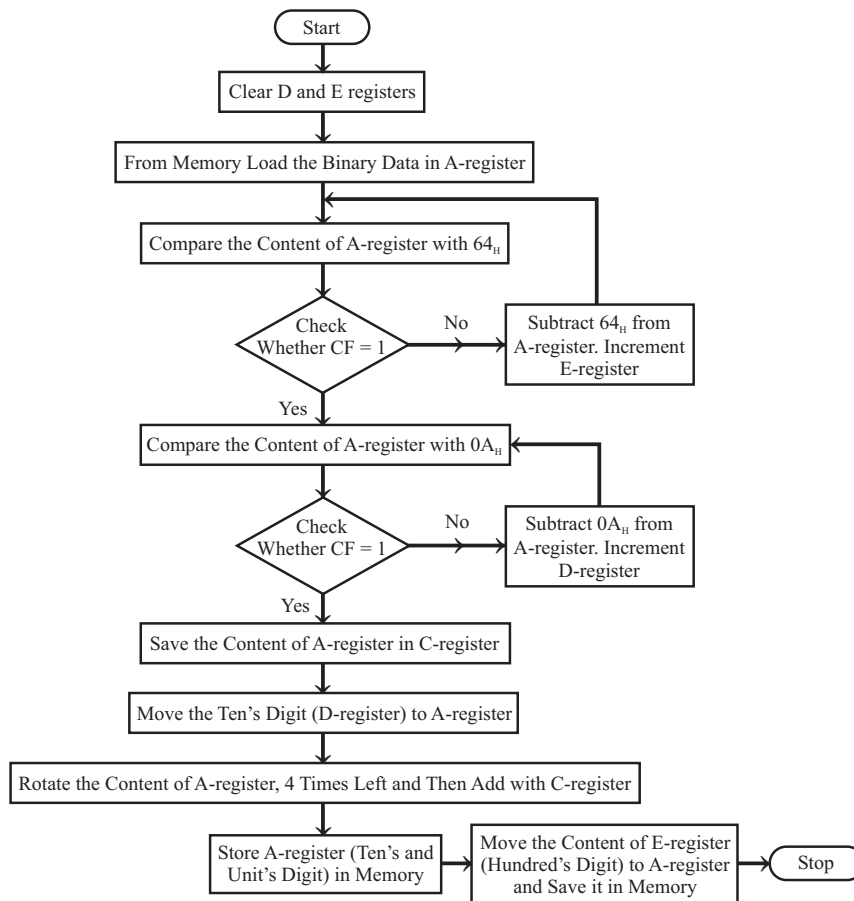 Start
Clear D and E registers
From Memory Load the Binary Data in A-register
Compare the Content of A-register with 64H
Check
Whether CF = 1
No
Subtract 64H from
A-register. Increment
E-register
Yes
Compare the Content of A-register with 0AH
Check
Whether CF = 1
No
Subtract 0AH from
A-register. Increment
D-register
Yes
Save the Content of A-register in C-register
Move the Ten's Digit (D-register) to A-register
Rotate the Content of A-register, 4 Times Left and Then Add with C-register
Store A-register (Ten's and
Unit's Digit) in Memory
Move the Content of E-register
(Hundred's Digit) to A-register
and Save it in Memory
Stop